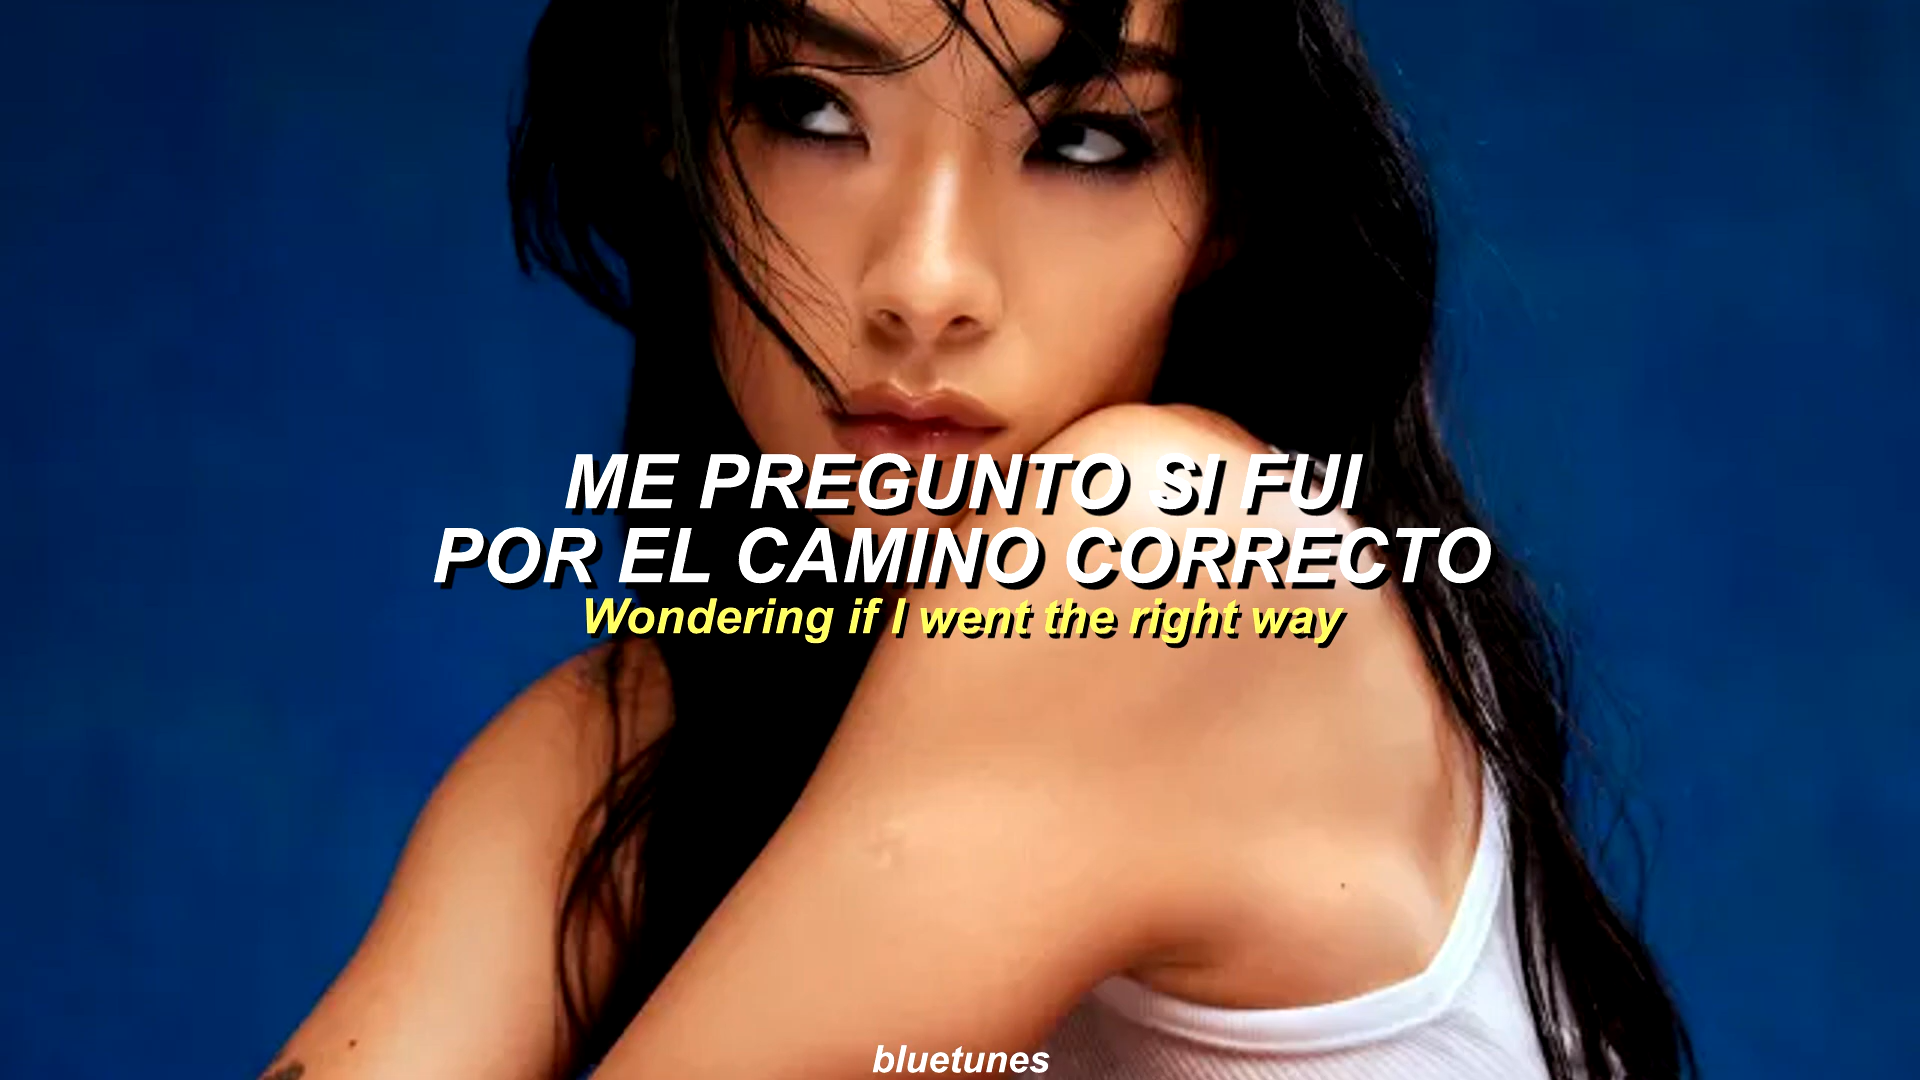 ME PREGUNTO SI FUI
POR EL CAMINO CORRECTO
Wondering if I went the right way
bluetunes